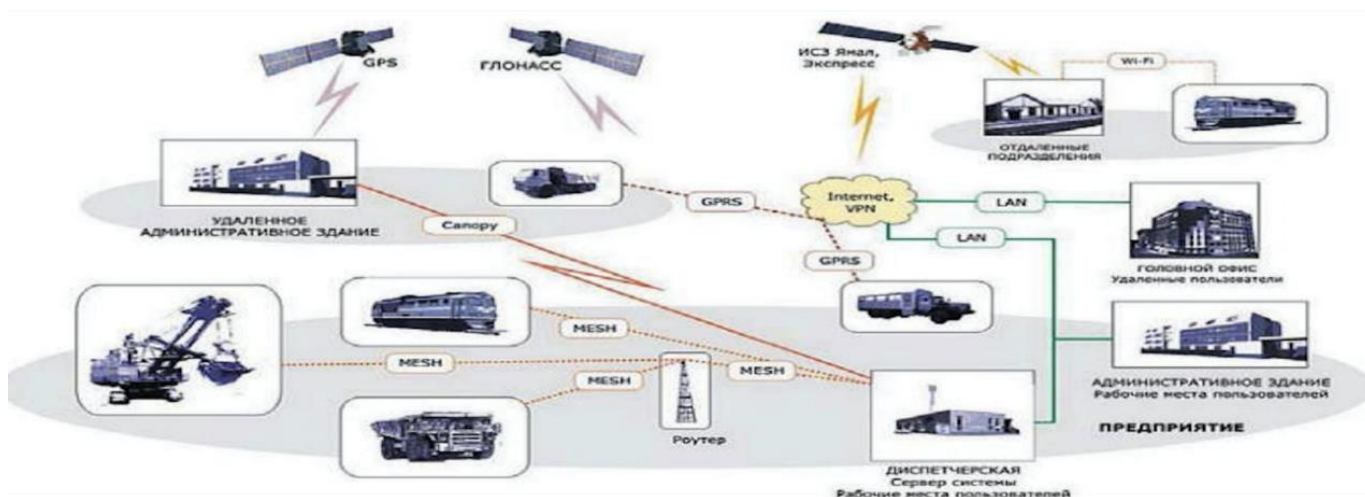 GPS
ГЛОНАСС
ИСЗ Ямал,
Экспресс
Wi-Fi
ОТДАЛЕННЫЕ
ПОДРАЗДЕЛЕНИЯ
УДАЛЕННОЕ
АДМИНИСТРАТИВНОЕ ЗДАНИЕ
Canopy
GPRS
Internet,
VPN
LAN
LAN
GPRS
ГОЛОВНОЙ ОФИС
Удаленные пользователи
MESH
MESH
MESH
MESH
Роутер
АДМИНИСТРАТИВНОЕ ЗДАНИЕ
Рабочие места пользователей
ПРЕДПРИЯТИЕ
ДИСПЕТЧЕРСКАЯ
Сервер системы
Рабочие места пользователей